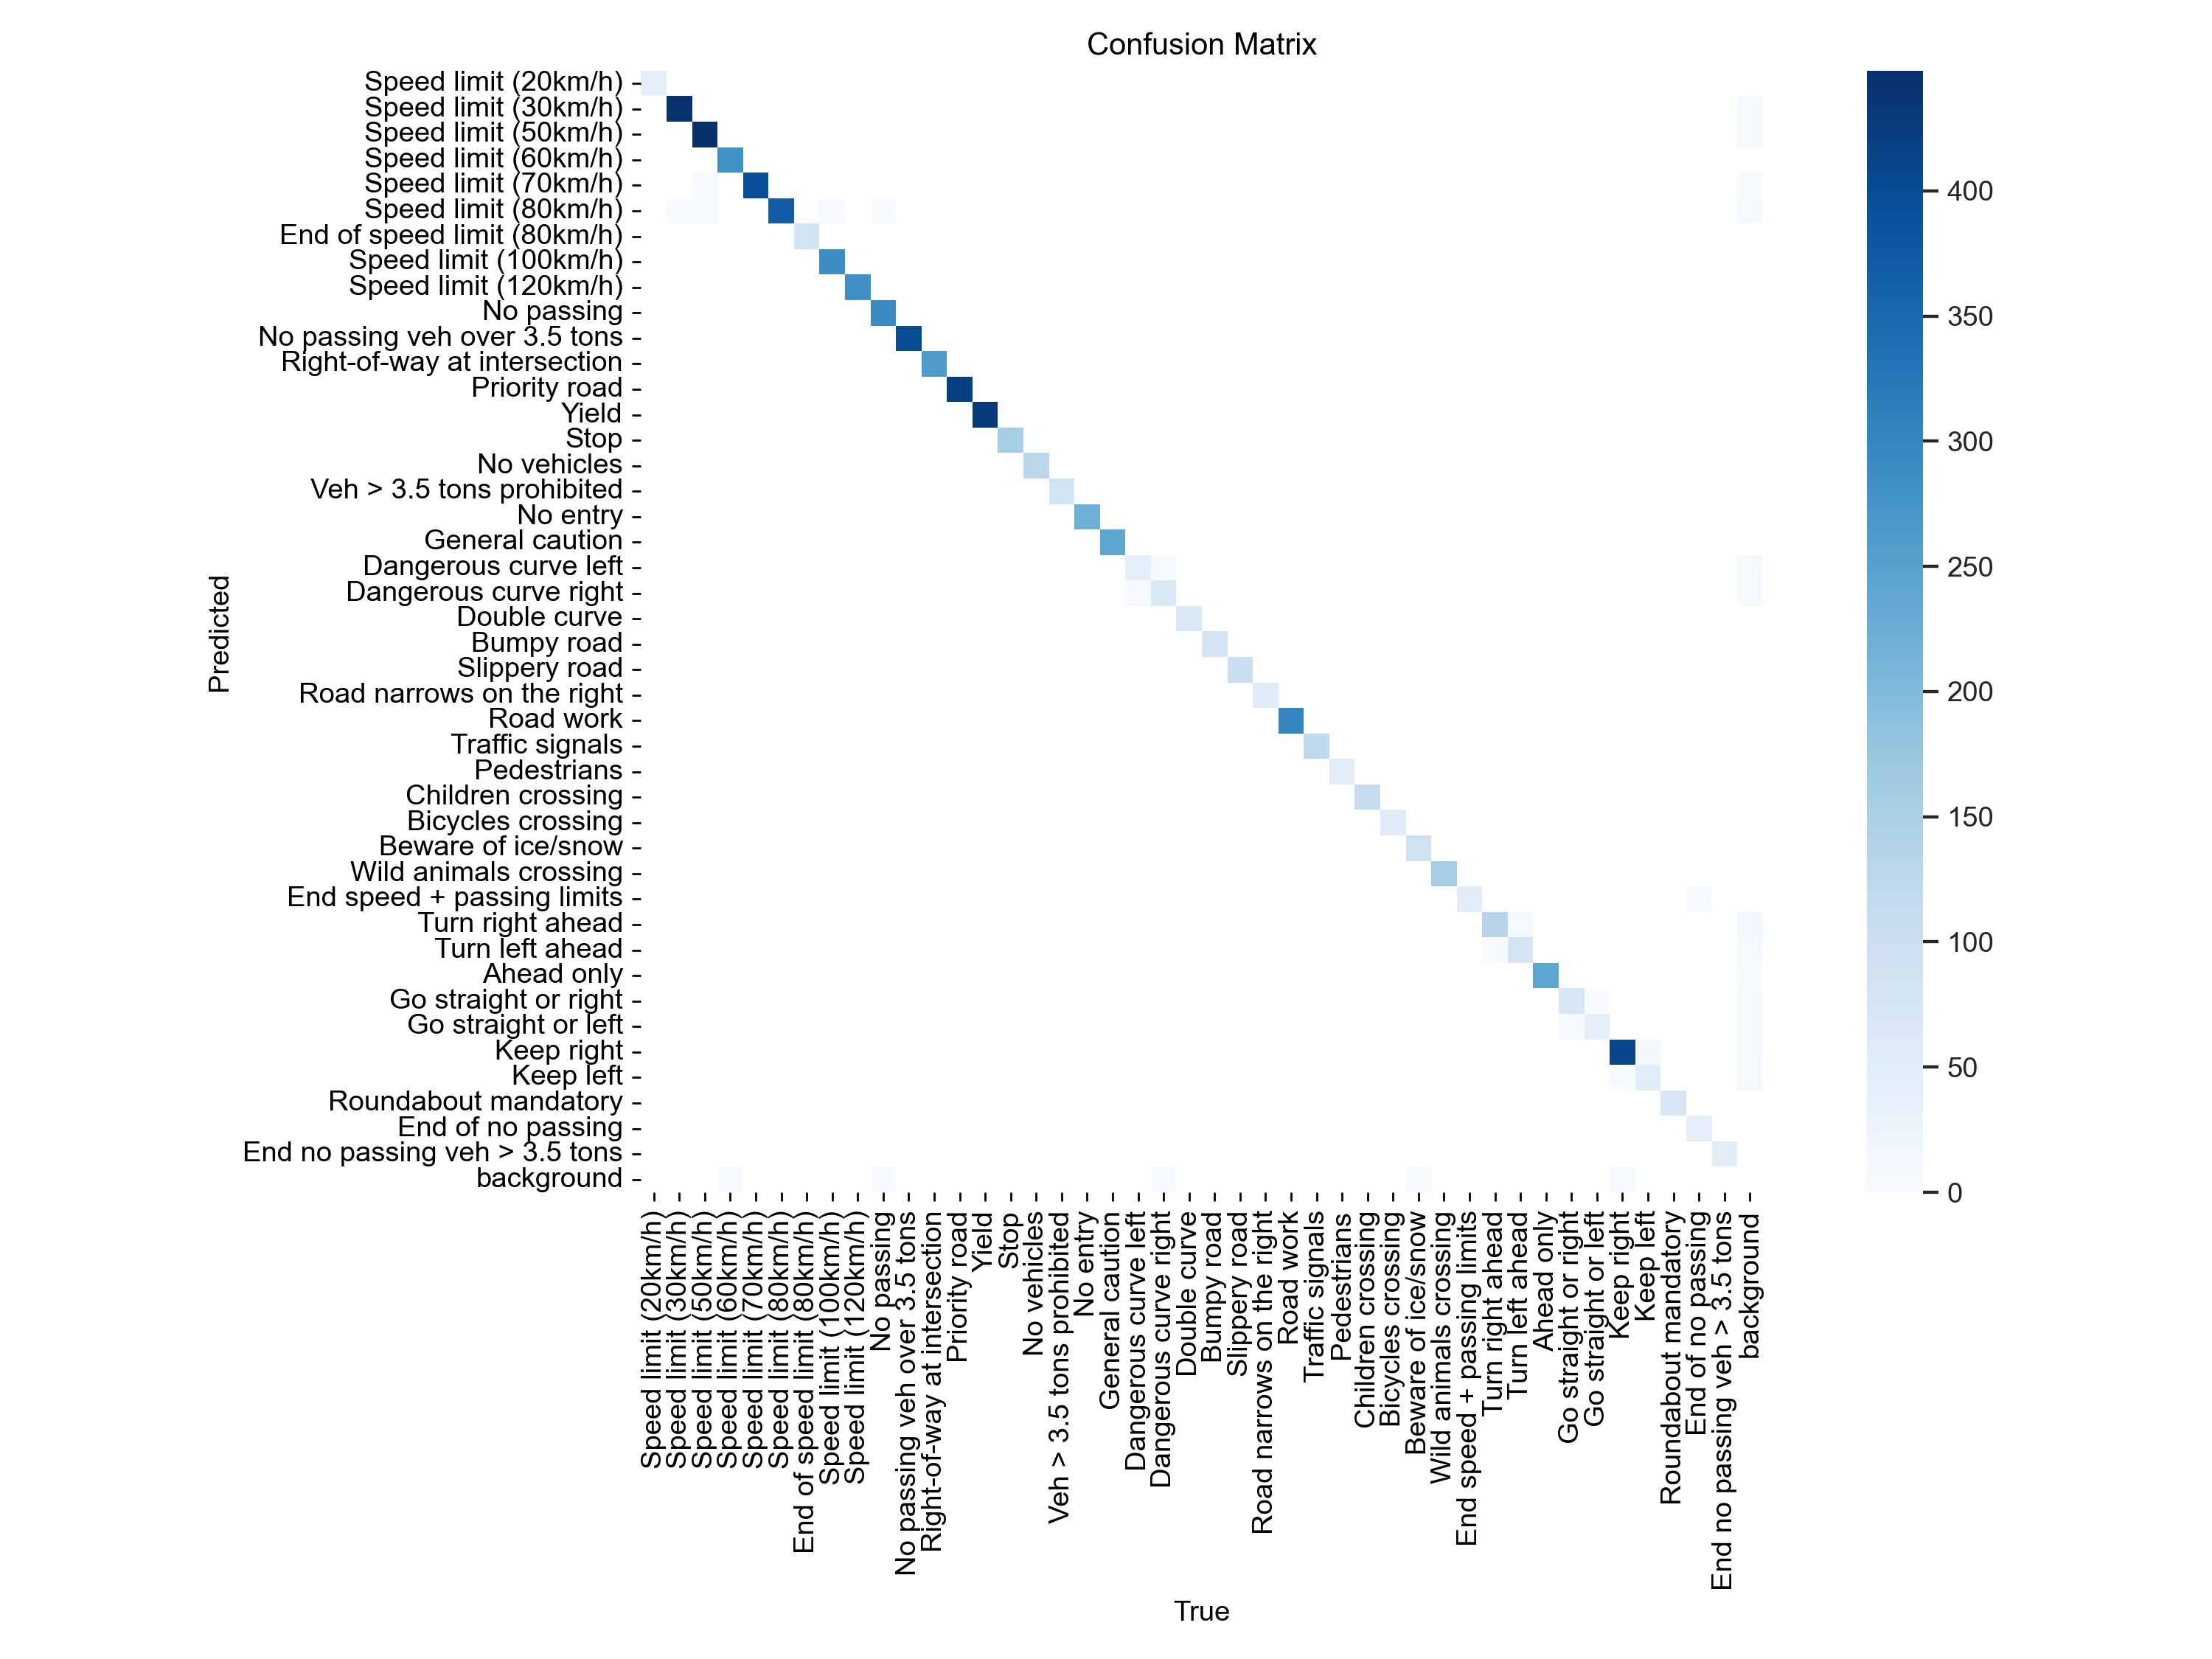 Confusion Matrix
Speed limit (20km/h)
Speed limit (30km/h)
Speed limit (50km/h)
Speed limit (60km/h)
Speed limit (70km/h)
Speed limit (80km/h)
End of speed limit (80km/h)
Speed limit (100km/h)
Speed limit (120km/h)
No passing
No passing veh over 3.5 tons
Right-of-way at intersection
Priority road
Yield
Stop
No vehicles
Veh > 3.5 tons prohibited
No entry
General caution
Dangerous curve left
Dangerous curve right
Double curve
Bumpy road
Slippery road
Road narrows on the right
Road work
Traffic signals
Pedestrians
Children crossing
Bicycles crossing
Beware of ice/snow
Wild animals crossing
End speed + passing limits
Turn right ahead
Turn left ahead
Ahead only
Go straight or right
Go straight or left
Keep right
Keep left
Roundabout mandatory
End of no passing
End no passing veh > 3.5 tons
background
Predicted
Speed limit (20km/h)
Speed limit (30km/h)
Speed limit (50km/h)
Speed limit (60km/h)
Speed limit (70km/h)
Speed limit (80km/h)
End of speed limit (80km/h)
Speed limit (100km/h)
Speed limit (120km/h)
No passing
No passing veh over 3.5 tons
Right-of-way at intersection
Priority road
Yield
Stop
No vehicles
Veh > 3.5 tons prohibited
No entry
General caution
Dangerous curve left
Dangerous curve right
Double curve
Bumpy road
Slippery road
Road narrows on the right
Road work
Traffic signals
Pedestrians
Children crossing
Bicycles crossing
Beware of ice/snow
Wild animals crossing
End speed + passing limits
Turn right ahead
Turn left ahead
Ahead only
Go straight or right
Go straight or left
Keep right
Keep left
Roundabout mandatory
End of no passing
End no passing veh > 3.5 tons
background
True
400
350
300
250
200
150
100
50
0